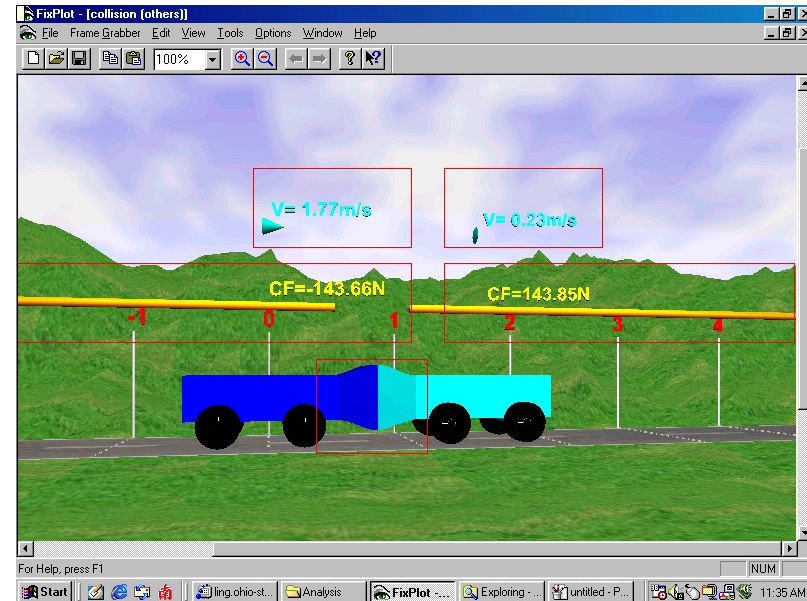 FixPlot - [collision (others)]
File Frame Grabber Edit View Tools Options Window Help
100%
V= 1.77m/s
V= 0.23m/s
CF=-143.66N
CF=143.85N
-1 0 1 2 3 4
For Help, press F1
NUM
Start
南
ling.ohio-st...
Analysis
FixPlot -...
Exploring - ...
untitled - P...
11:35 AM